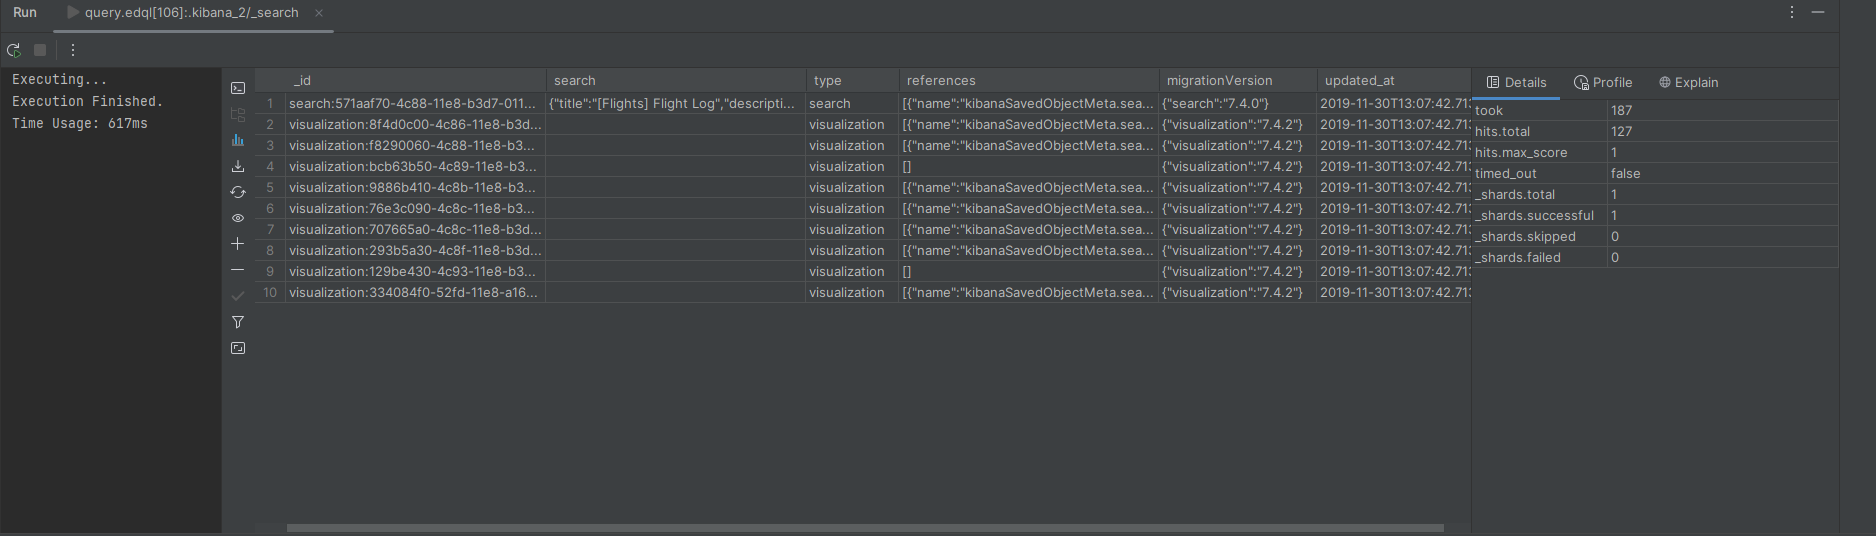 Run query.edql[106]:.kibana_2/_search
Executing...
Execution Finished.
Time Usage: 617ms
_id search type references migrationVersion updated_at
1 search:571aaf70-4c88-11e8-b3d7-011... {"title":"[Flights] Flight Log","descripti... search [{"name":"kibanaSavedObjectMeta.sea... {"search":"7.4.0"} 2019-11-30T13:07:42.713
2 visualization:8f4d0c00-4c86-11e8-b3d... visualization [{"name":"kibanaSavedObjectMeta.sea... {"visualization":"7.4.2"} 2019-11-30T13:07:42.713
3 visualization:f8290060-4c88-11e8-b3... visualization [{"name":"kibanaSavedObjectMeta.sea... {"visualization":"7.4.2"} 2019-11-30T13:07:42.713
4 visualization:bcb63b50-4c89-11e8-b3... visualization [] {"visualization":"7.4.2"} 2019-11-30T13:07:42.713
5 visualization:9886b410-4c8b-11e8-b3... visualization [{"name":"kibanaSavedObjectMeta.sea... {"visualization":"7.4.2"} 2019-11-30T13:07:42.713
6 visualization:76e3c090-4c8c-11e8-b3... visualization [{"name":"kibanaSavedObjectMeta.sea... {"visualization":"7.4.2"} 2019-11-30T13:07:42.713
7 visualization:707665a0-4c8c-11e8-b3d... visualization [{"name":"kibanaSavedObjectMeta.sea... {"visualization":"7.4.2"} 2019-11-30T13:07:42.713
8 visualization:293b5a30-4c8f-11e8-b3d... visualization [{"name":"kibanaSavedObjectMeta.sea... {"visualization":"7.4.2"} 2019-11-30T13:07:42.713
9 visualization:129be430-4c93-11e8-b3... visualization [] {"visualization":"7.4.2"} 2019-11-30T13:07:42.713
10 visualization:334084f0-52fd-11e8-a16... visualization [{"name":"kibanaSavedObjectMeta.sea... {"visualization":"7.4.2"} 2019-11-30T13:07:42.713
Details Profile Explain
took 187
hits.total 127
hits.max_score 1
timed_out false
_shards.total 1
_shards.successful 1
_shards.skipped 0
_shards.failed 0